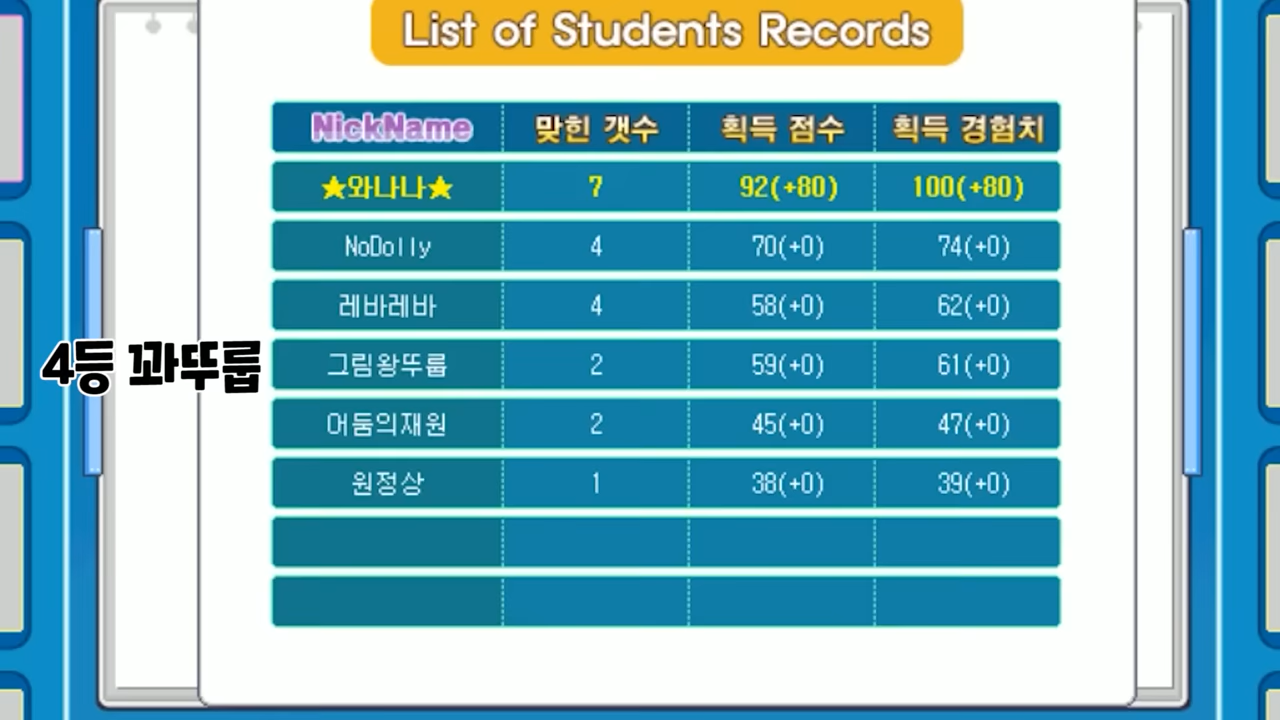 List of Students Records
NickName 맞힌 갯수 획득 점수 획득 경험치
★와나나★ 7 92(+80) 100(+80)
NoDolly 4 70(+0) 74(+0)
레바레바 4 58(+0) 62(+0)
4등 꽈뚜룹 그림왕뚜룹 2 59(+0) 61(+0)
어둠의재원 2 45(+0) 47(+0)
원정상 1 38(+0) 39(+0)